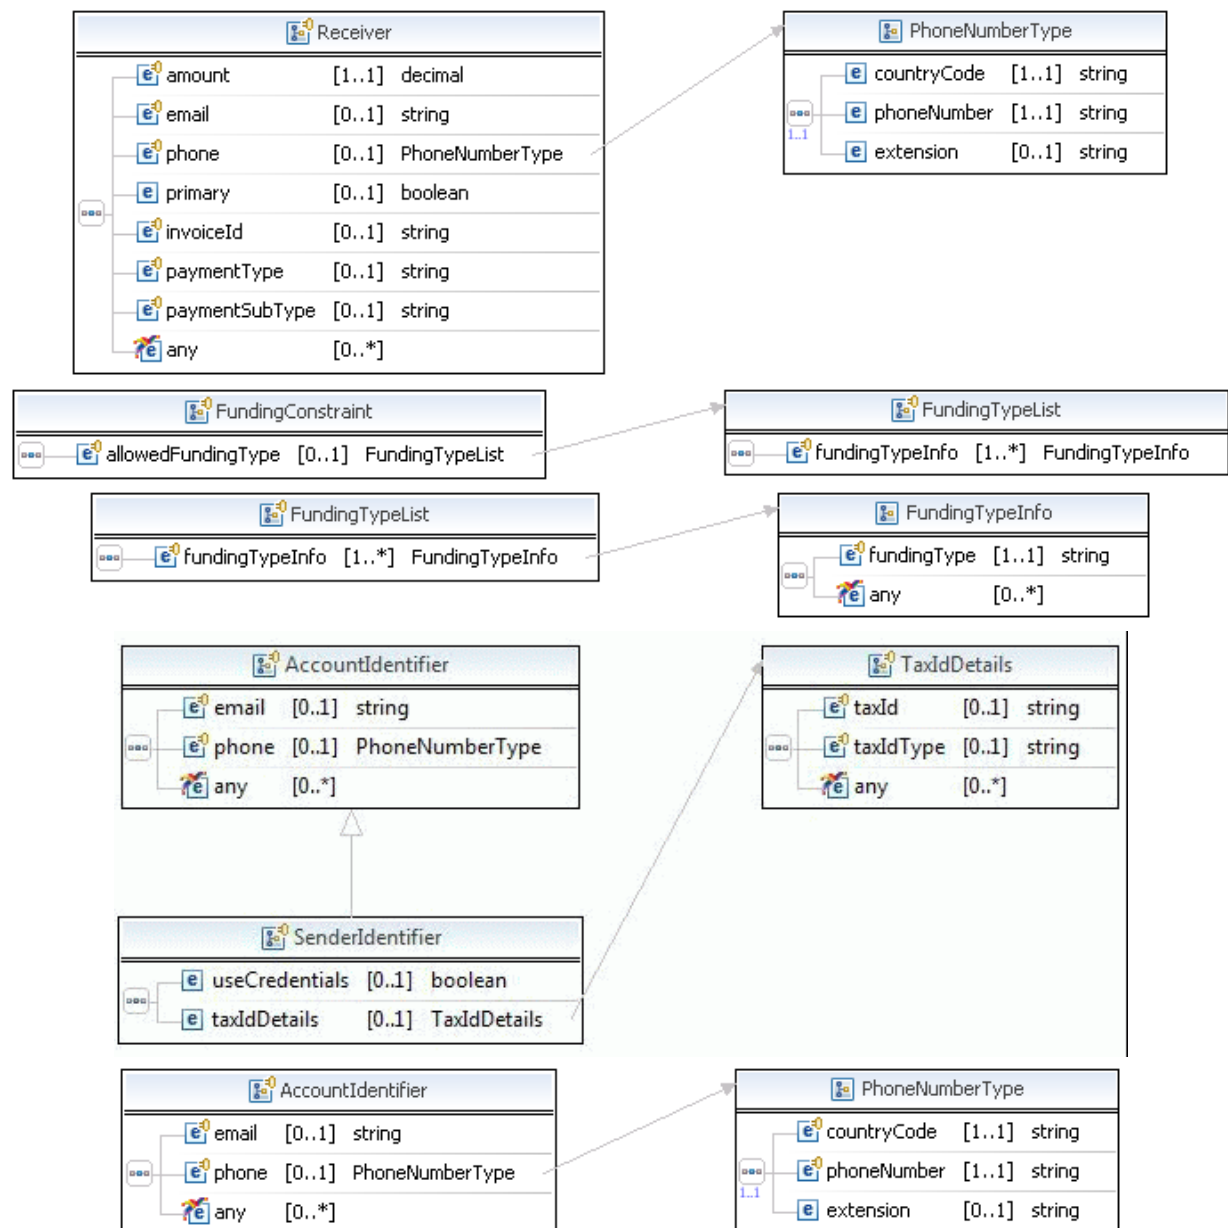 Receiver
amount [1..1] decimal
email [0..1] string
phone [0..1] PhoneNumberType
primary [0..1] boolean
invoiceId [0..1] string
paymentType [0..1] string
paymentSubType [0..1] string
any [0..*]
PhoneNumberType
countryCode [1..1] string
phoneNumber [1..1] string
1..1
extension [0..1] string
FundingConstraint
allowedFundingType [0..1] FundingTypeList
FundingTypeList
fundingTypeInfo [1..*] FundingTypeInfo
FundingTypeList
fundingTypeInfo [1..*] FundingTypeInfo
FundingTypeInfo
fundingType [1..1] string
any [0..*]
AccountIdentifier
email [0..1] string
phone [0..1] PhoneNumberType
any [0..*]
TaxIdDetails
taxId [0..1] string
taxIdType [0..1] string
any [0..*]
SenderIdentifier
useCredentials [0..1] boolean
taxIdDetails [0..1] TaxIdDetails
AccountIdentifier
email [0..1] string
phone [0..1] PhoneNumberType
any [0..*]
PhoneNumberType
countryCode [1..1] string
phoneNumber [1..1] string
1..1
extension [0..1] string